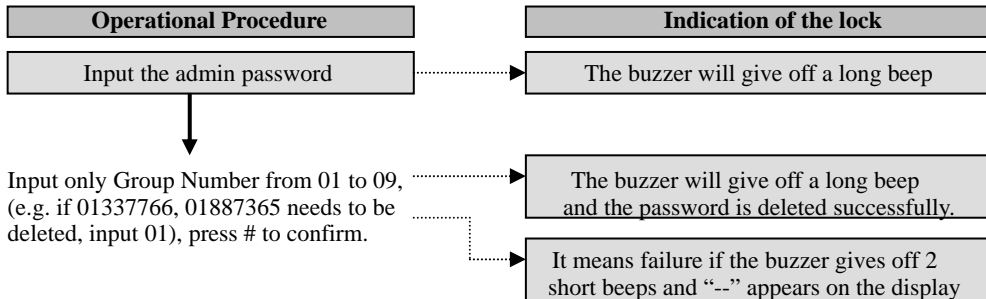 Operational Procedure
Indication of the lock
Input the admin password
The buzzer will give off a long beep
Input only Group Number from 01 to 09,
(e.g. if 01337766, 01887365 needs to be
deleted, input 01), press # to confirm.
The buzzer will give off a long beep
and the password is deleted successfully.
It means failure if the buzzer gives off 2
short beeps and “--” appears on the display